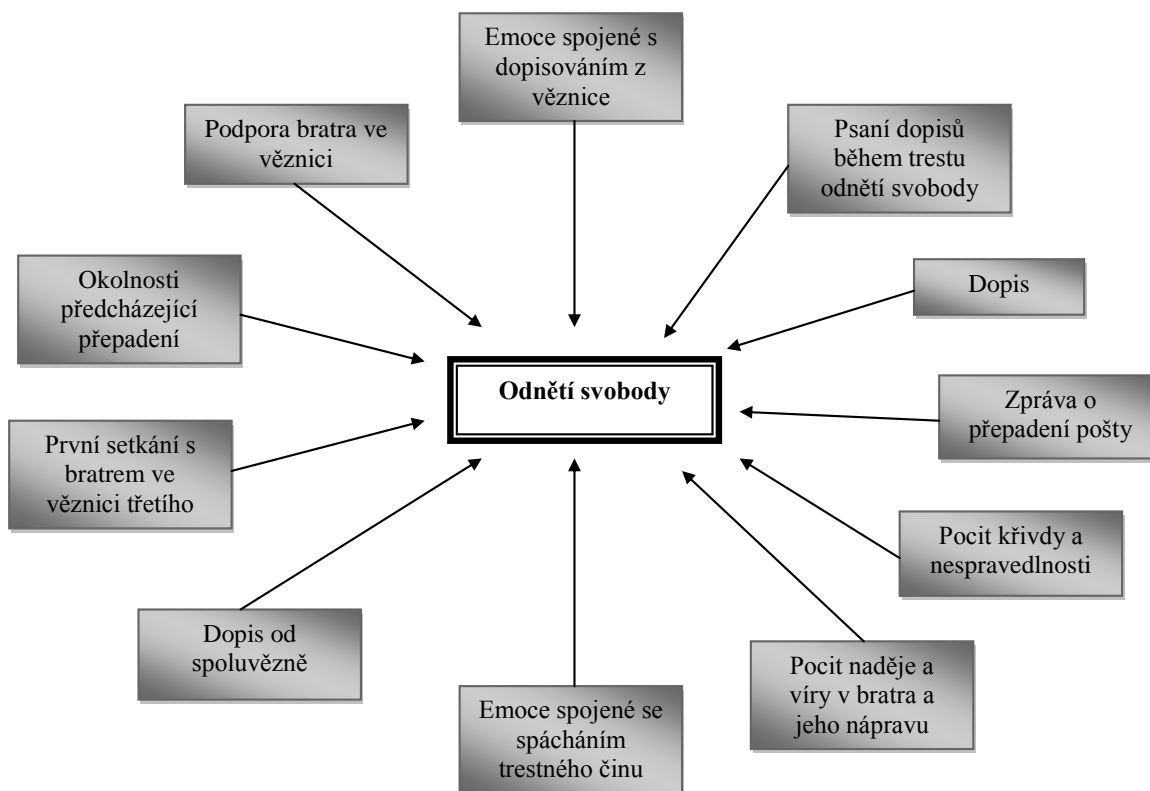 Emoce spojené s
dopisováním z
věznice
Podpora bratra ve
věznici
Psaní dopisů
během trestu
odnětí svobody
Okolnosti
předcházející
přepadení
Dopis
Odnětí svobody
Zpráva o
přepadení pošty
První setkání s
bratrem ve
věznici třetího
Pocit křivdy a
nespravedlnosti
Dopis od
spoluvězně
Pocit naděje a
víry v bratra a
jeho nápravu
Emoce spojené se
spácháním
trestného činu